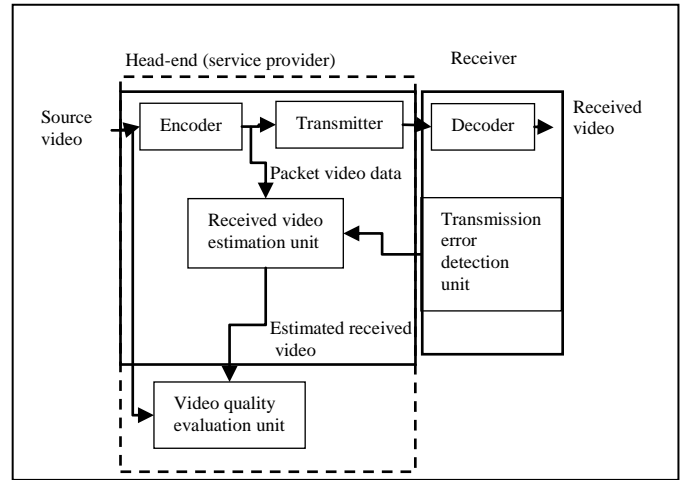 Head-end (service provider)
Receiver
Source
video
Encoder
Transmitter
Decoder
Received
video
Packet video data
Received video
estimation unit
Transmission
error
detection
unit
Estimated received
video
Video quality
evaluation unit